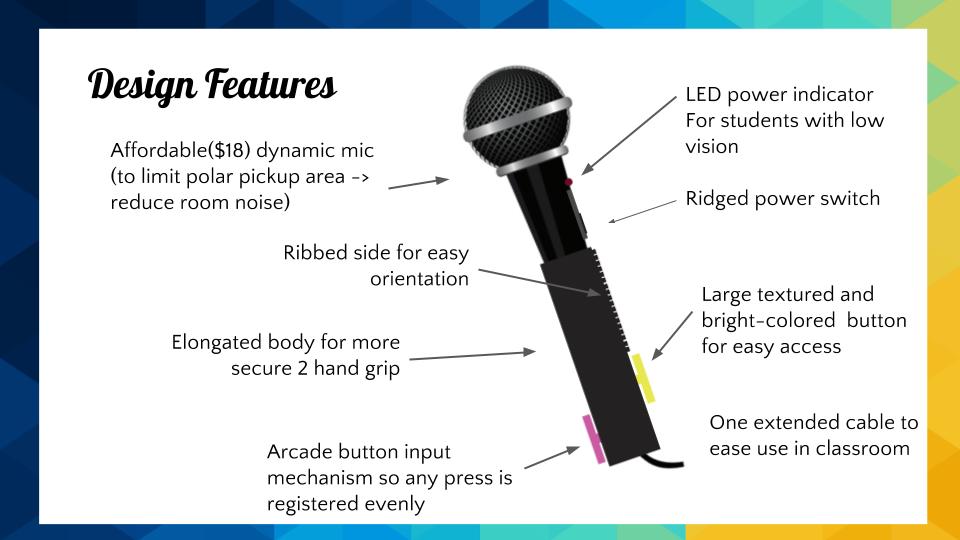 Design Features
Affordable($18) dynamic mic
(to limit polar pickup area ->
reduce room noise)
Ribbed side for easy
orientation
Elongated body for more
secure 2 hand grip
Arcade button input
mechanism so any press is
registered evenly
LED power indicator
For students with low
vision
Ridged power switch
Large textured and
bright-colored  button
for easy access
One extended cable to
ease use in classroom